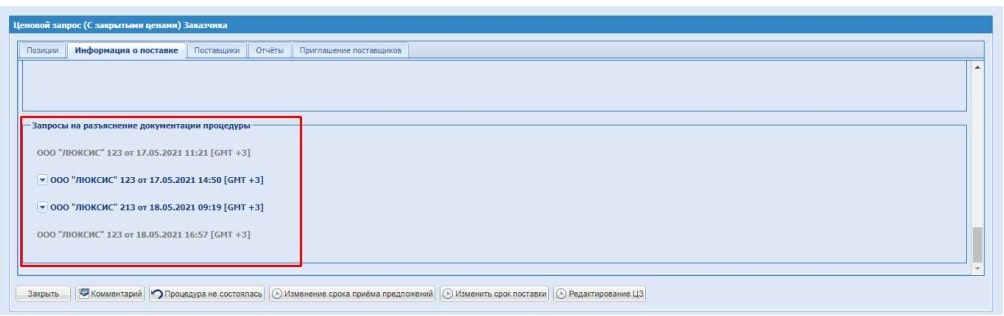 Ценовой запрос (С закрытыми ценами) Заказчика
Позиции Информация о поставке Поставщики Отчёты Приглашение поставщиков
Запросы на разъяснение документации процедуры
ООО "ЛЮКСИС" 123 от 17.05.2021 11:21 [GMT +3]
ООО "ЛЮКСИС" 123 от 17.05.2021 14:50 [GMT +3]
ООО "ЛЮКСИС" 213 от 18.05.2021 09:19 [GMT +3]
ООО "ЛЮКСИС" 123 от 18.05.2021 16:57 [GMT +3]
Закрыть Комментарий Процедура не состоялась Изменение срока приёма предложений Изменить срок поставки Редактирование ЦЗ